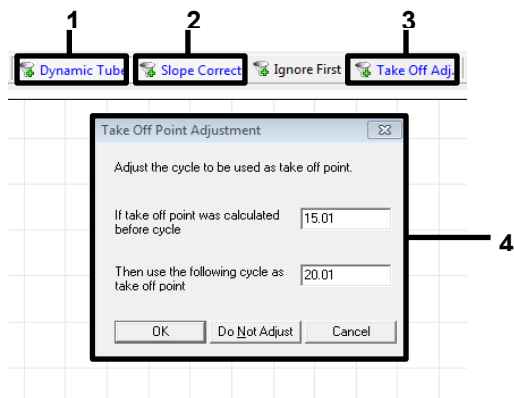 1 2 3
Dynamic Tube Slope Correct Ignore First Take Off Adj.
Take Off Point Adjustment
Adjust the cycle to be used as take off point.
If take off point was calculated
before cycle
15.01
4
Then use the following cycle as
take off point
20.01
OK Do Not Adjust Cancel